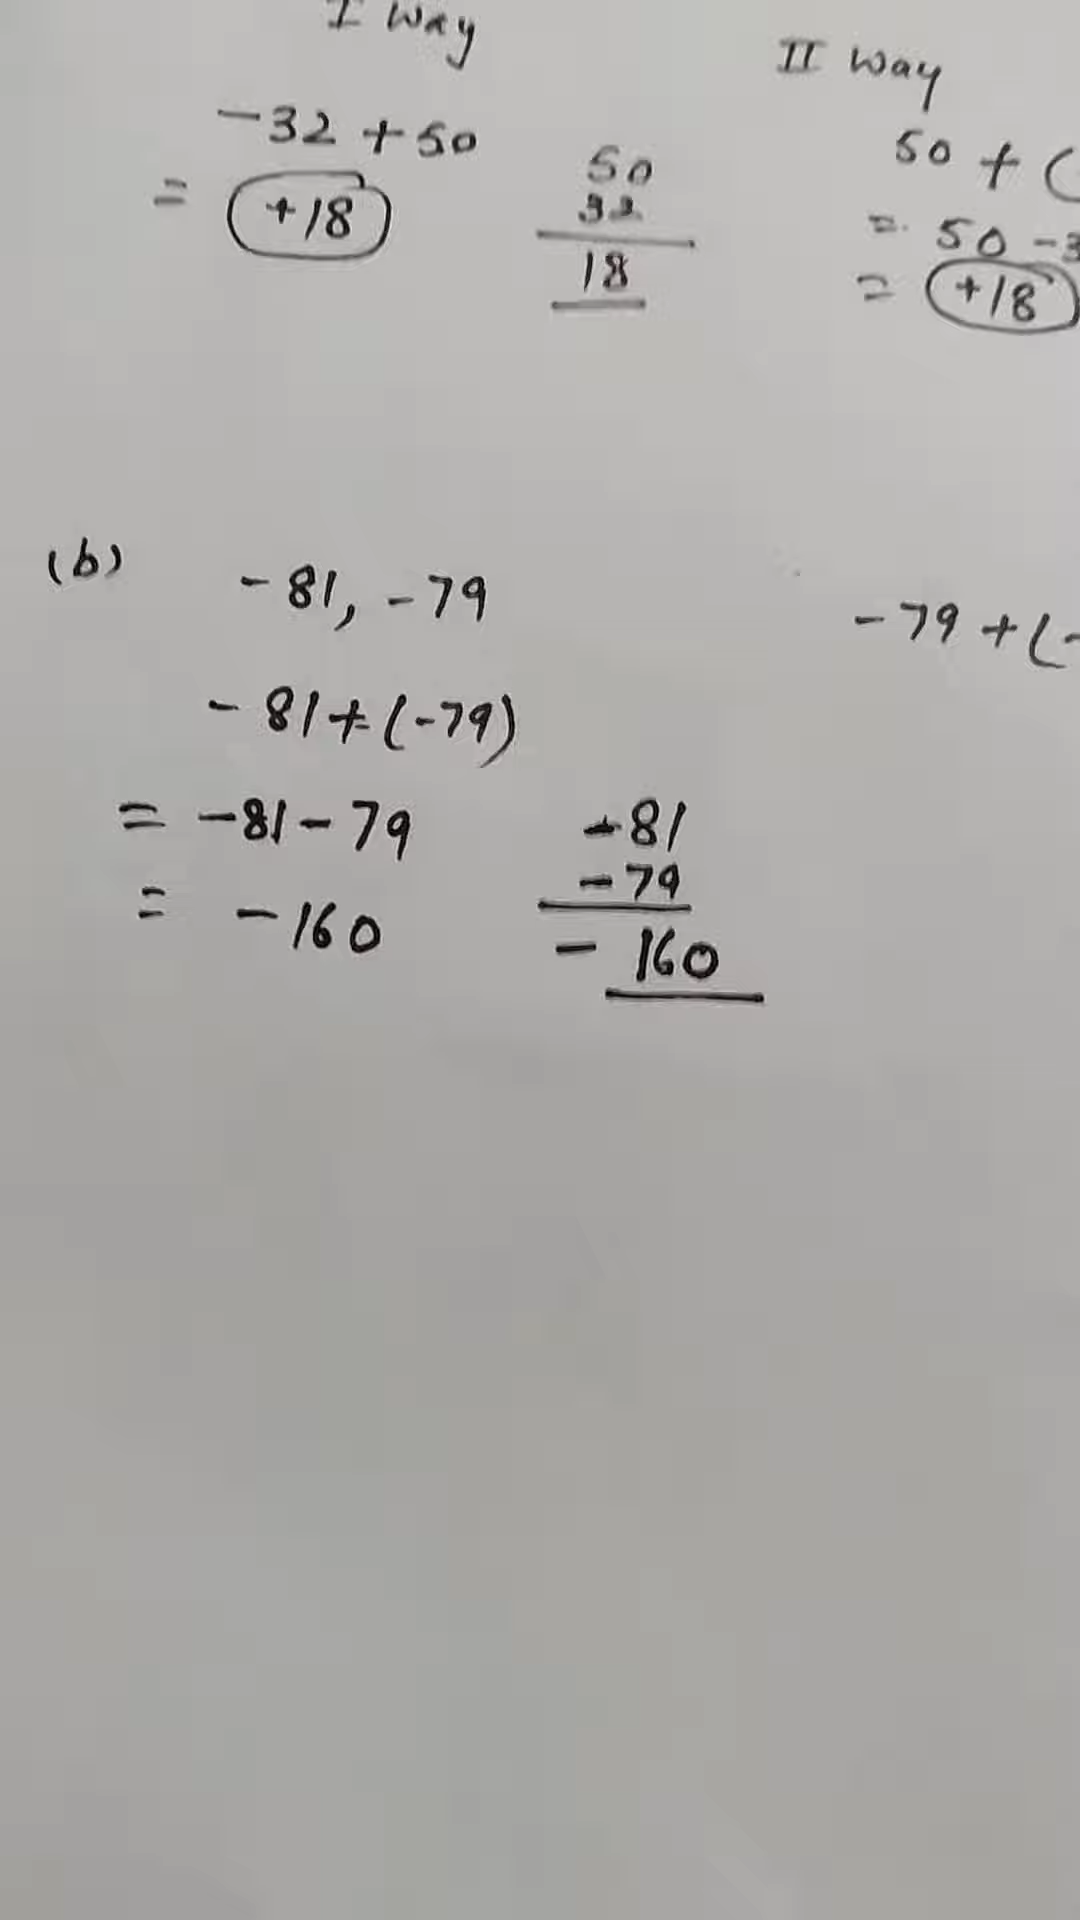 I Way
-32 + 50
= +18
50
32
18
II Way
50 + (
= 50 - 3
= +18
(b) -81, -79
-81 + (-79)
= -81 - 79
= -160
-81
-79
- 160
-79 + (-